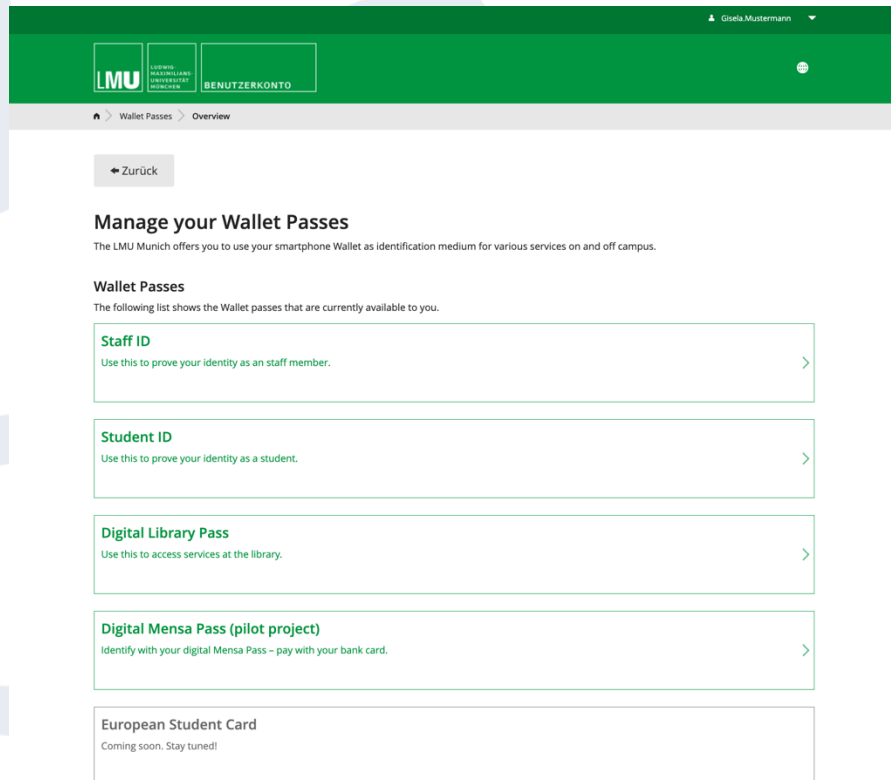 Gisela.Mustermann
LMU
LUDWIG-
MAXIMILIANS-
UNIVERSITÄT
MÜNCHEN
BENUTZERKONTO
Wallet Passes
Overview
Zurück
Manage your Wallet Passes
The LMU Munich offers you to use your smartphone Wallet as identification medium for various services on and off campus.
Wallet Passes
The following list shows the Wallet passes that are currently available to you.
Staff ID
Use this to prove your identity as an staff member.
Student ID
Use this to prove your identity as a student.
Digital Library Pass
Use this to access services at the library.
Digital Mensa Pass (pilot project)
Identify with your digital Mensa Pass – pay with your bank card.
European Student Card
Coming soon. Stay tuned!